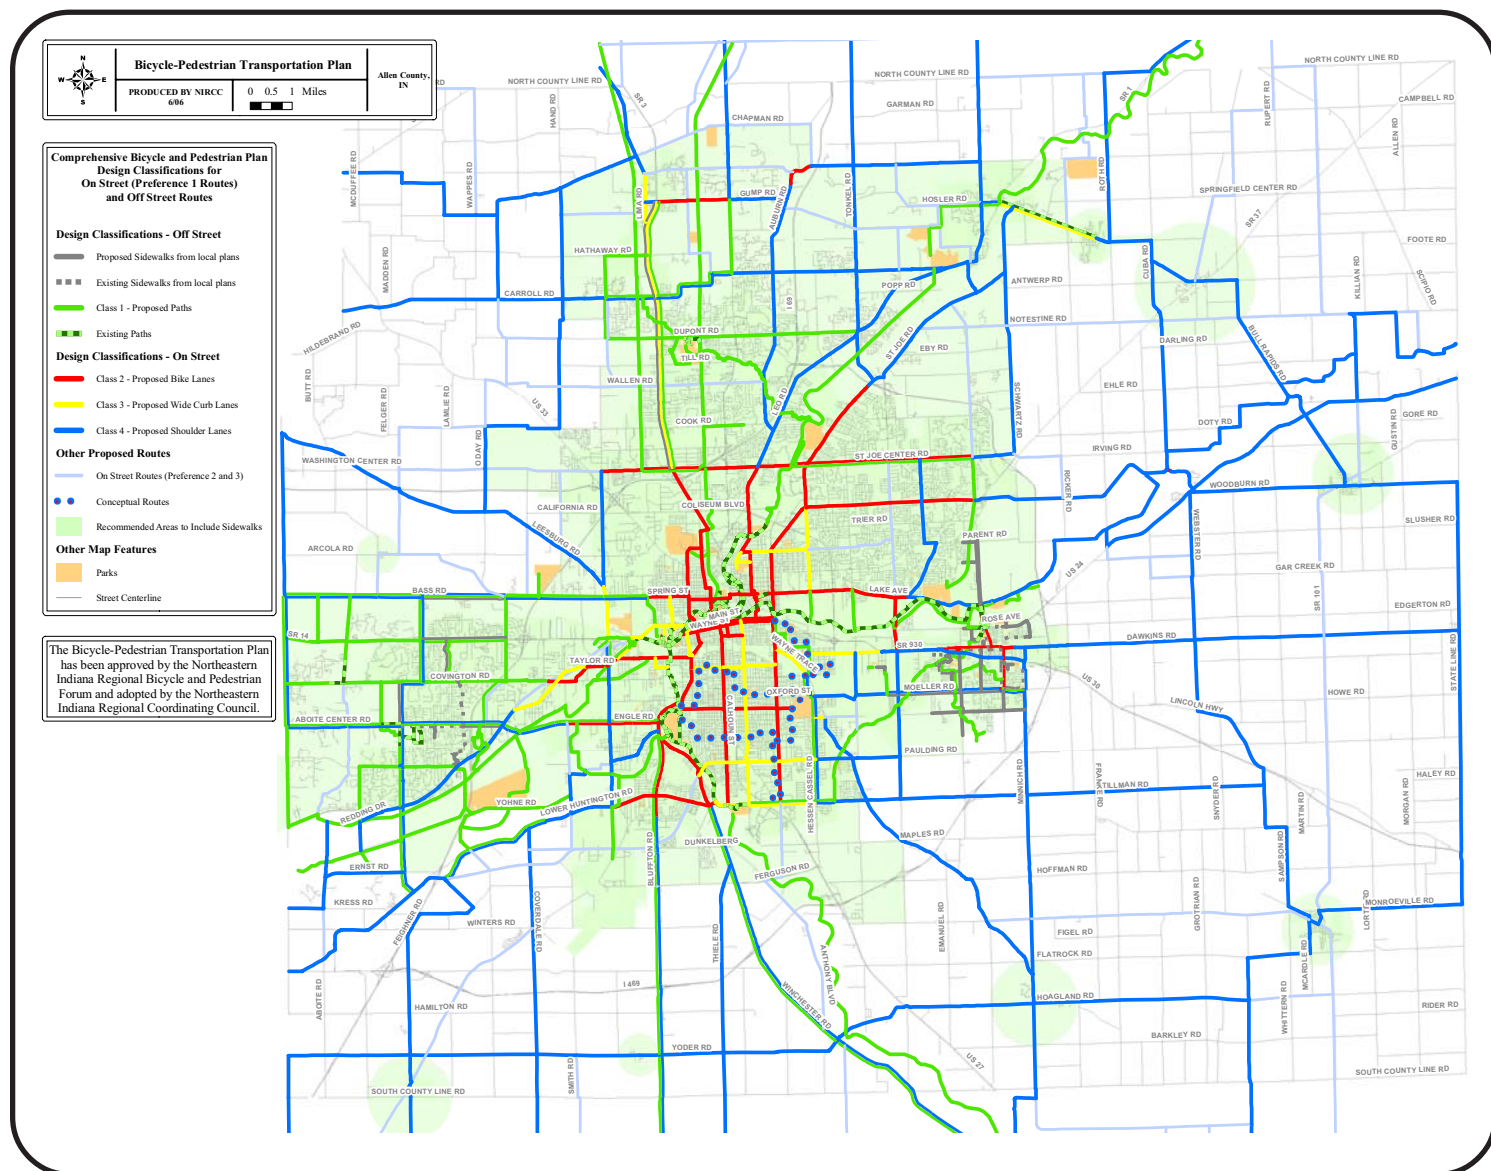 N
W E
S
Bicycle-Pedestrian Transportation Plan
PRODUCED BY NIRCC
6/06
0 0.5 1 Miles
Allen County,
IN
Comprehensive Bicycle and Pedestrian Plan
Design Classifications for
On Street (Preference 1 Routes)
and Off Street Routes
Design Classifications - Off Street
Proposed Sidewalks from local plans
Existing Sidewalks from local plans
Class 1 - Proposed Paths
Existing Paths
Design Classifications - On Street
Class 2 - Proposed Bike Lanes
Class 3 - Proposed Wide Curb Lanes
Class 4 - Proposed Shoulder Lanes
Other Proposed Routes
On Street Routes (Preference 2 and 3)
Conceptual Routes
Recommended Areas to Include Sidewalks
Other Map Features
Parks
Street Centerline
The Bicycle-Pedestrian Transportation Plan
has been approved by the Northeastern
Indiana Regional Bicycle and Pedestrian
Forum and adopted by the Northeastern
Indiana Regional Coordinating Council.
RD
NORTH COUNTY LINE RD
NORTH COUNTY LINE RD
NORTH COUNTY LINE RD
HAND RD
SR 3
GARMAN RD
SR 1
RUPERT RD
CAMPBELL RD
CHAPMAN RD
ALLEN RD
MCDUFFEE RD
WAPPES RD
LIMA RD
GUMP RD
AUBURN RD
TONKEL RD
HOSLER RD
ROTH RD
SPRINGFIELD CENTER RD
SR 37
HATHAWAY RD
MADDEN RD
CARROLL RD
I 69
POPP RD
ANTWERP RD
CUBA RD
FOOTE RD
KILLIAN RD
SCIPIO RD
HILDEBRAND RD
DUPONT RD
TILL RD
ST JOE RD
EBY RD
NOTESTINE RD
DARLING RD
BULL RAPIDS RD
BUTT RD
FELGER RD
LAMLIE RD
US 33
WALLEN RD
LEO RD
SCHWARTZ RD
EHLE RD
COOK RD
DOTY RD
GORE RD
GUSTIN RD
WASHINGTON CENTER RD
O DAY RD
ST JOE CENTER RD
IRVING RD
RICKER RD
WOODBURN RD
CALIFORNIA RD
COLISEUM BLVD
TRIER RD
WEBSTER RD
SLUSHER RD
ARCOLA RD
LEESBURG RD
PARENT RD
US 24
GAR CREEK RD
SR 101
BASS RD
SPRING ST
LAKE AVE
EDGERTON RD
MAIN ST
WAYNE ST
ROSE AVE
SR 14
WAYNE TRACE
SR 930
DAWKINS RD
STATE LINE RD
TAYLOR RD
COVINGTON RD
MOELLER RD
OXFORD ST
US 30
HOWE RD
LINCOLN HWY
ABOITE CENTER RD
ENGLE RD
CALHOUN ST
PAULDING RD
HESSEN CASSEL RD
MINNICH RD
TILLMAN RD
SNYDER RD
HALEY RD
MARTIN RD
MORGAN RD
REDDING DR
YOHNE RD
LOWER HUNTINGTON RD
MAPLES RD
DUNKELBERG
BLUFFTON RD
SAMPSON RD
ERNST RD
FERGUSON RD
HOFFMAN RD
KRESS RD
FEIGHNER RD
WINTERS RD
COVERDALE RD
THIELE RD
EMANUEL RD
FIGEL RD
GROTRIAN RD
MONROEVILLE RD
FLATROCK RD
MCARDLE RD
ANTHONY BLVD
ABOITE RD
HAMILTON RD
I 469
WINCHESTER RD
HOAGLAND RD
WHITTERN RD
RIDER RD
BARKLEY RD
YODER RD
SMITH RD
US 27
SOUTH COUNTY LINE RD
SOUTH COUNTY LINE RD